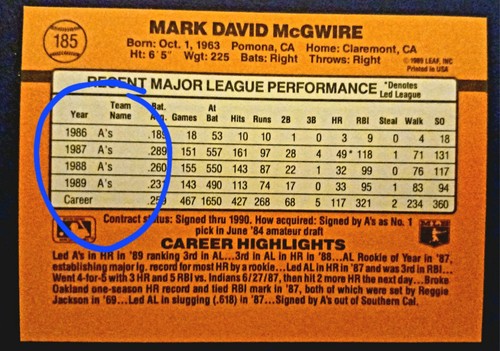 185
MARK DAVID McGWIRE
Born: Oct. 1, 1963 Pomona, CA Home: Claremont, CA
Ht: 6'5" Wgt: 225 Bats: Right Throws: Right
© 1989 LEAF, INC.
Printed in USA
RECENT MAJOR LEAGUE PERFORMANCE *Denotes Led League
Year Team Name Bat. Avg. Games At Bat Hits Runs 2B 3B HR RBI Steal Walk SO
1986 A's .189 18 53 10 10 1 0 3 9 0 4 18
1987 A's .289 151 557 161 97 28 4 49* 118 1 71 131
1988 A's .260 155 550 143 87 22 1 32 99 0 76 117
1989 A's .231 143 490 113 74 17 0 33 95 1 83 94
Career .259 467 1650 427 268 68 5 117 321 2 234 360
Contract status: Signed thru 1990. How acquired: Signed by A's as No. 1
pick in June '84 amateur draft
CAREER HIGHLIGHTS
Led A's in HR in '89 ranking 3rd in AL...3rd in AL in HR in '88...AL Rookie of Year in '87,
establishing major lg. record for most HR by a rookie...Led AL in HR in '87 and was 3rd in RBI...
Went 4-for-5 with 3 HR and 5 RBI vs. Indians 6/27/87, then hit 2 more HR the next day...Broke
Oakland one-season HR record and tied RBI mark in '87, both of which were set by Reggie
Jackson in '69...Led AL in slugging (.618) in '87...Signed by A's out of Southern Cal.